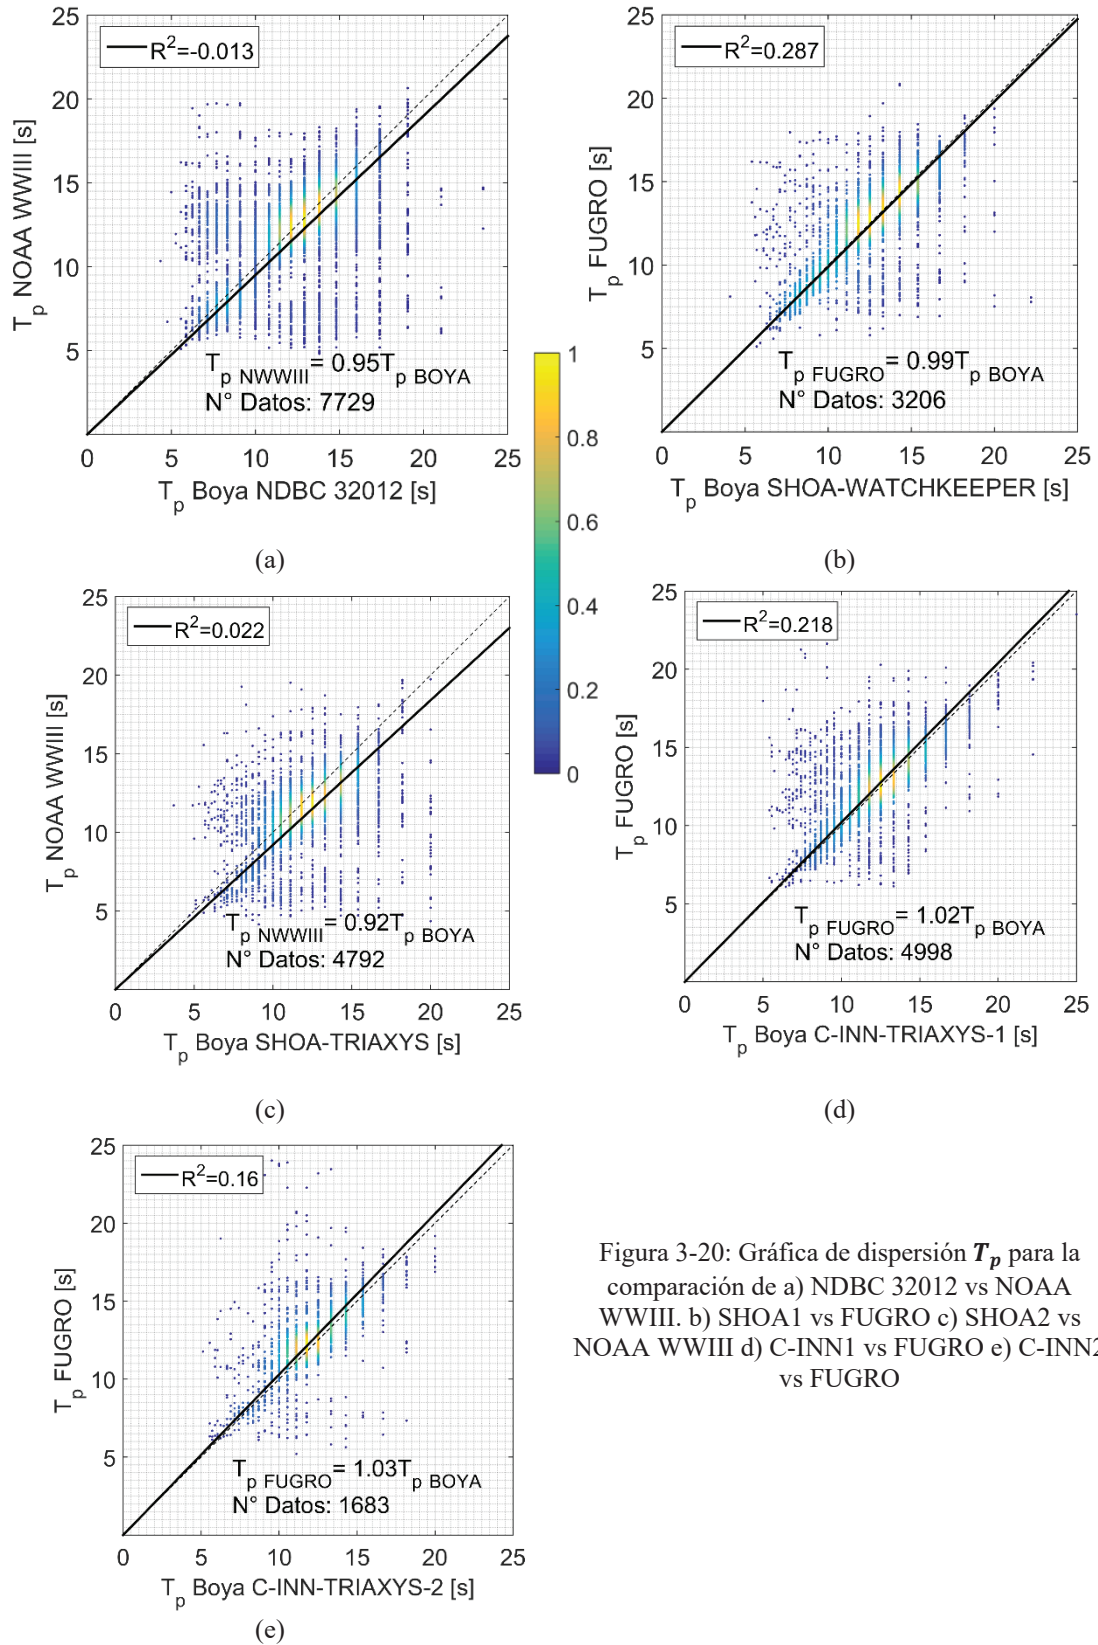 25
20
15
10
5
0
5
10
15
20
25
R²=-0.013
T_p NOAA WWIII [s]
T_p NWWIII = 0.95T_p BOYA
N° Datos: 7729
T_p Boya NDBC 32012 [s]
(a)
25
20
15
10
5
0
0
5
10
15
20
25
R²=0.287
T_p FUGRO [s]
T_p FUGRO = 0.99T_p BOYA
N° Datos: 3206
T_p Boya SHOA-WATCHKEEPER [s]
(b)
1
0.8
0.6
0.4
0.2
0
25
20
15
10
5
0
0
5
10
15
20
25
R²=0.022
T_p NOAA WWIII [s]
T_p NWWIII = 0.92T_p BOYA
N° Datos: 4792
T_p Boya SHOA-TRIAXYS [s]
(c)
25
20
15
10
5
0
0
5
10
15
20
25
R²=0.218
T_p FUGRO [s]
T_p FUGRO = 1.02T_p BOYA
N° Datos: 4998
T_p Boya C-INN-TRIAXYS-1 [s]
(d)
25
20
15
10
5
0
0
5
10
15
20
25
R²=0.16
T_p FUGRO [s]
T_p FUGRO = 1.03T_p BOYA
N° Datos: 1683
T_p Boya C-INN-TRIAXYS-2 [s]
(e)
Figura 3-20: Gráfica de dispersión T_p para la
comparación de a) NDBC 32012 vs NOAA
WWIII. b) SHOA1 vs FUGRO c) SHOA2 vs
NOAA WWIII d) C-INN1 vs FUGRO e) C-INN2
vs FUGRO